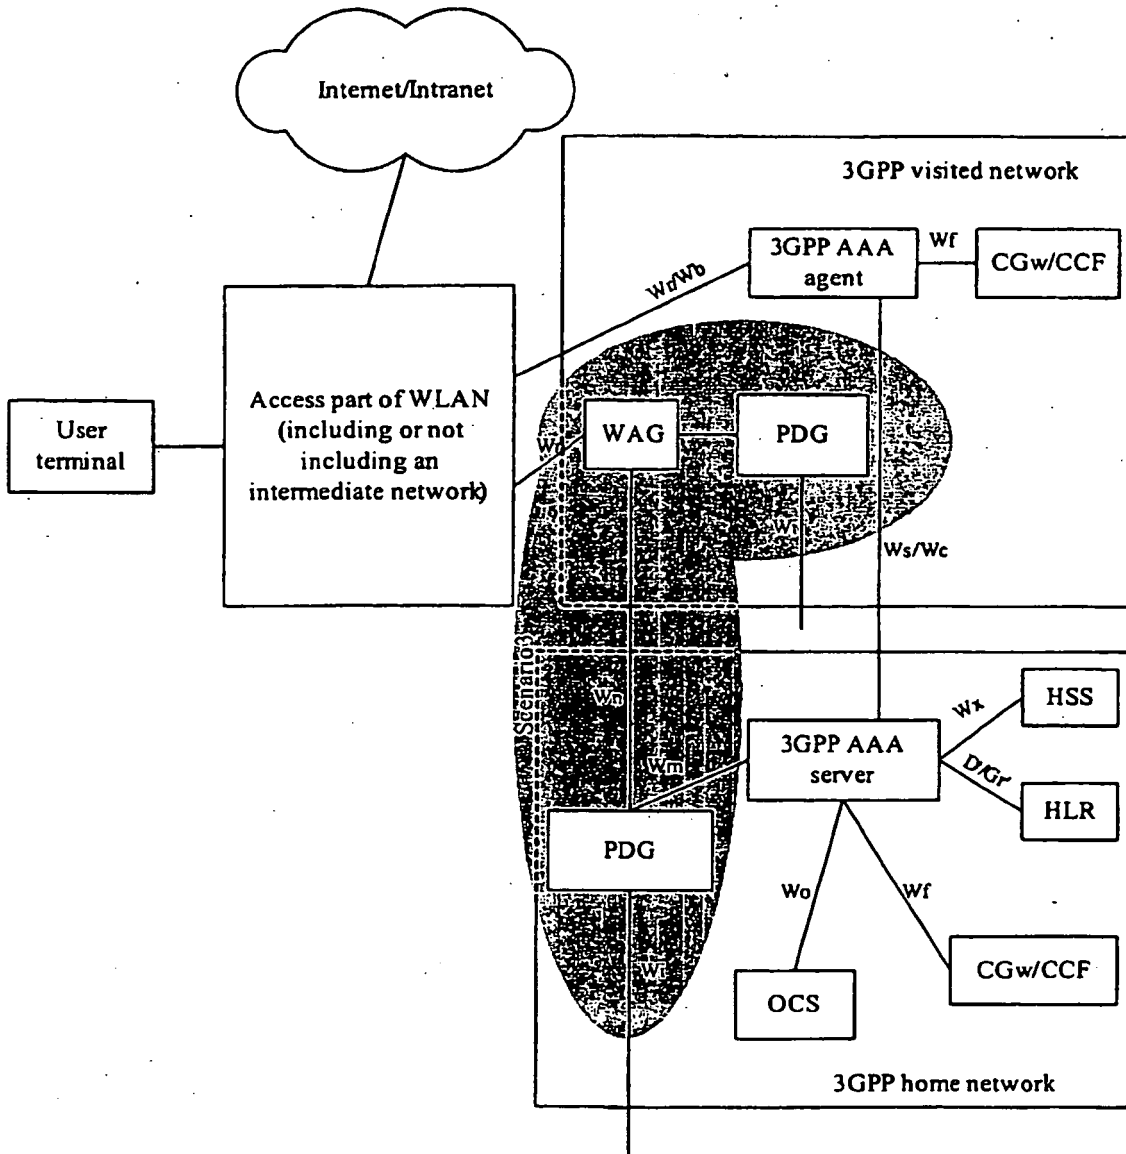 Internet/Intranet
3GPP visited network
3GPP AAA
agent
Wf
CGw/CCF
Wr/Wb
Access part of WLAN
(including or not
including an
intermediate network)
User
terminal
WAG
PDG
Wn
Wi
Ws/Wc
Scenario3
Wn
Wm
3GPP AAA
server
Wx
HSS
D/Gr'
HLR
PDG
Wo
Wf
Wi
OCS
CGw/CCF
3GPP home network